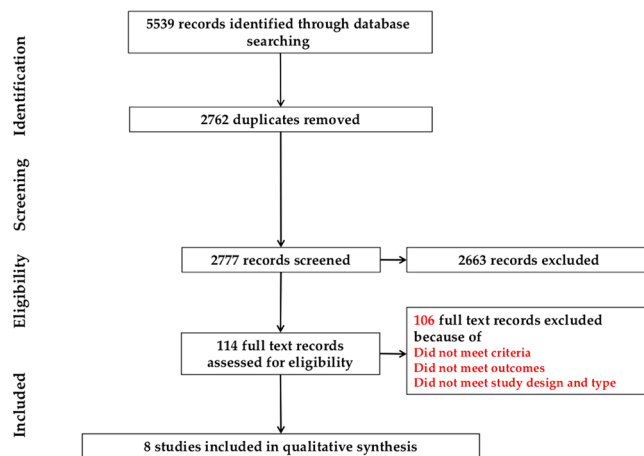 Identification
5539 records identified through database
searching
2762 duplicates removed
Screening
2777 records screened
2663 records excluded
Eligibility
114 full text records
assessed for eligibility
106 full text records excluded
because of
Did not meet criteria
Did not meet outcomes
Did not meet study design and type
Included
8 studies included in qualitative synthesis